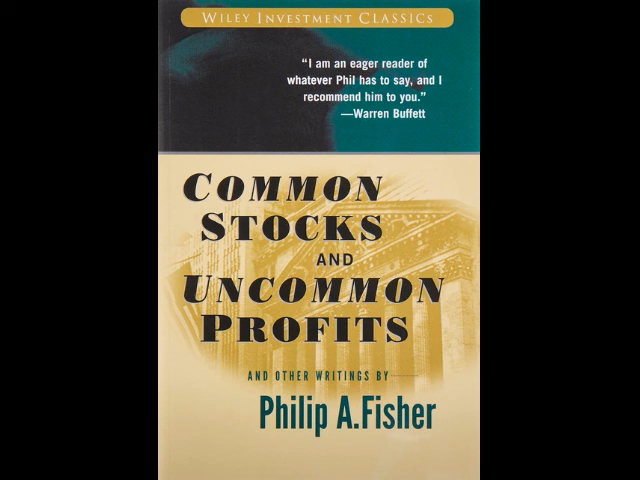 WILEY INVESTMENT CLASSICS
“I am an eager reader of
whatever Phil has to say, and I
recommend him to you.”
—Warren Buffett
COMMON
STOCKS
AND
UNCOMMON
PROFITS
AND OTHER WRITINGS BY
Philip A. Fisher